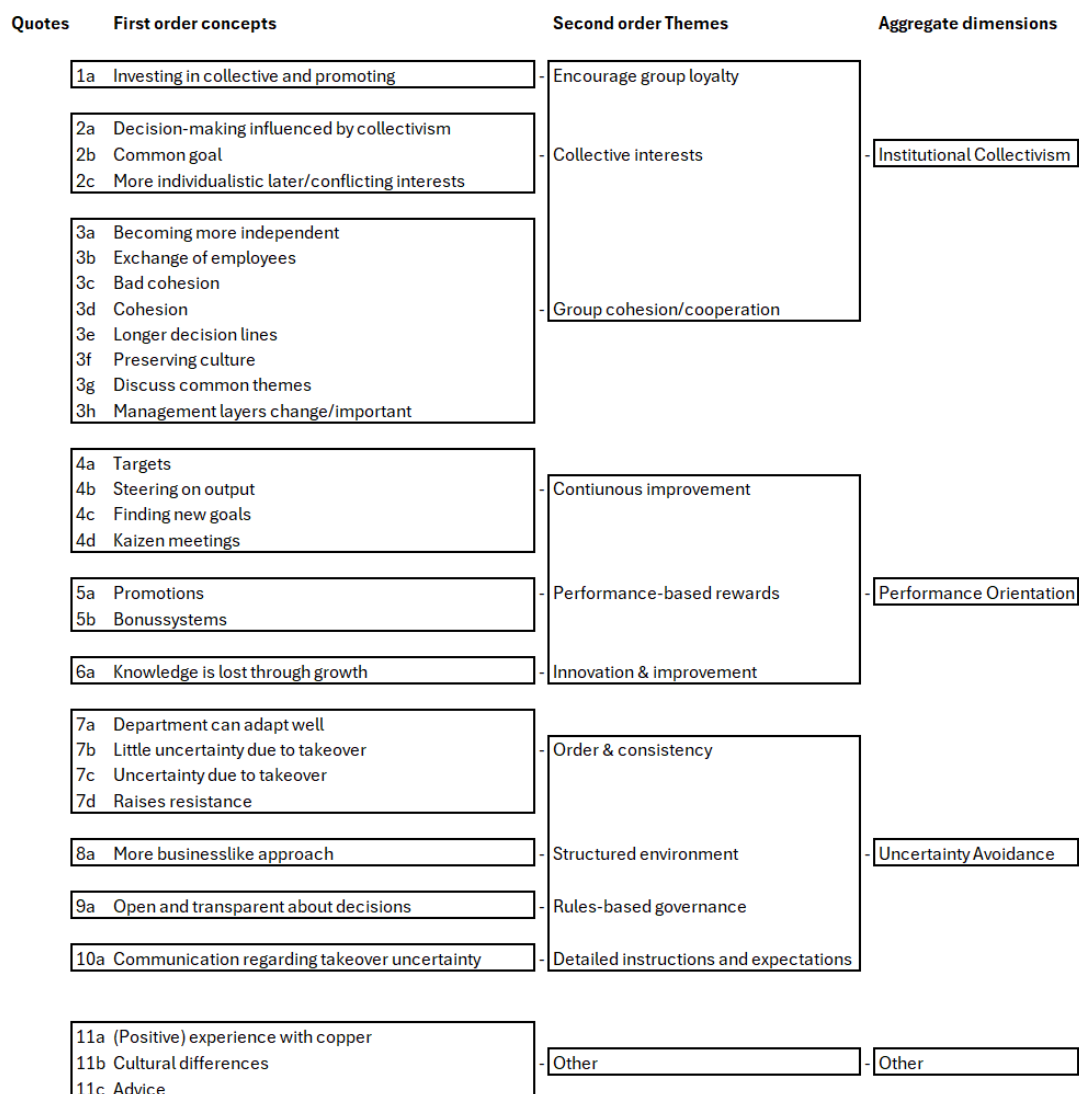 Quotes First order concepts Second order Themes Aggregate dimensions
1a Investing in collective and promoting - Encourage group loyalty
2a Decision-making influenced by collectivism
2b Common goal - Collective interests - Institutional Collectivism
2c More individualistic later/conflicting interests
3a Becoming more independent
3b Exchange of employees
3c Bad cohesion
3d Cohesion - Group cohesion/cooperation
3e Longer decision lines
3f Preserving culture
3g Discuss common themes
3h Management layers change/important
4a Targets
4b Steering on output - Contiunous improvement
4c Finding new goals
4d Kaizen meetings
5a Promotions - Performance-based rewards - Performance Orientation
5b Bonussystems
6a Knowledge is lost through growth - Innovation & improvement
7a Department can adapt well
7b Little uncertainty due to takeover - Order & consistency
7c Uncertainty due to takeover
7d Raises resistance
8a More businesslike approach - Structured environment - Uncertainty Avoidance
9a Open and transparent about decisions - Rules-based governance
10a Communication regarding takeover uncertainty - Detailed instructions and expectations
11a (Positive) experience with copper
11b Cultural differences - Other - Other
11c Advice